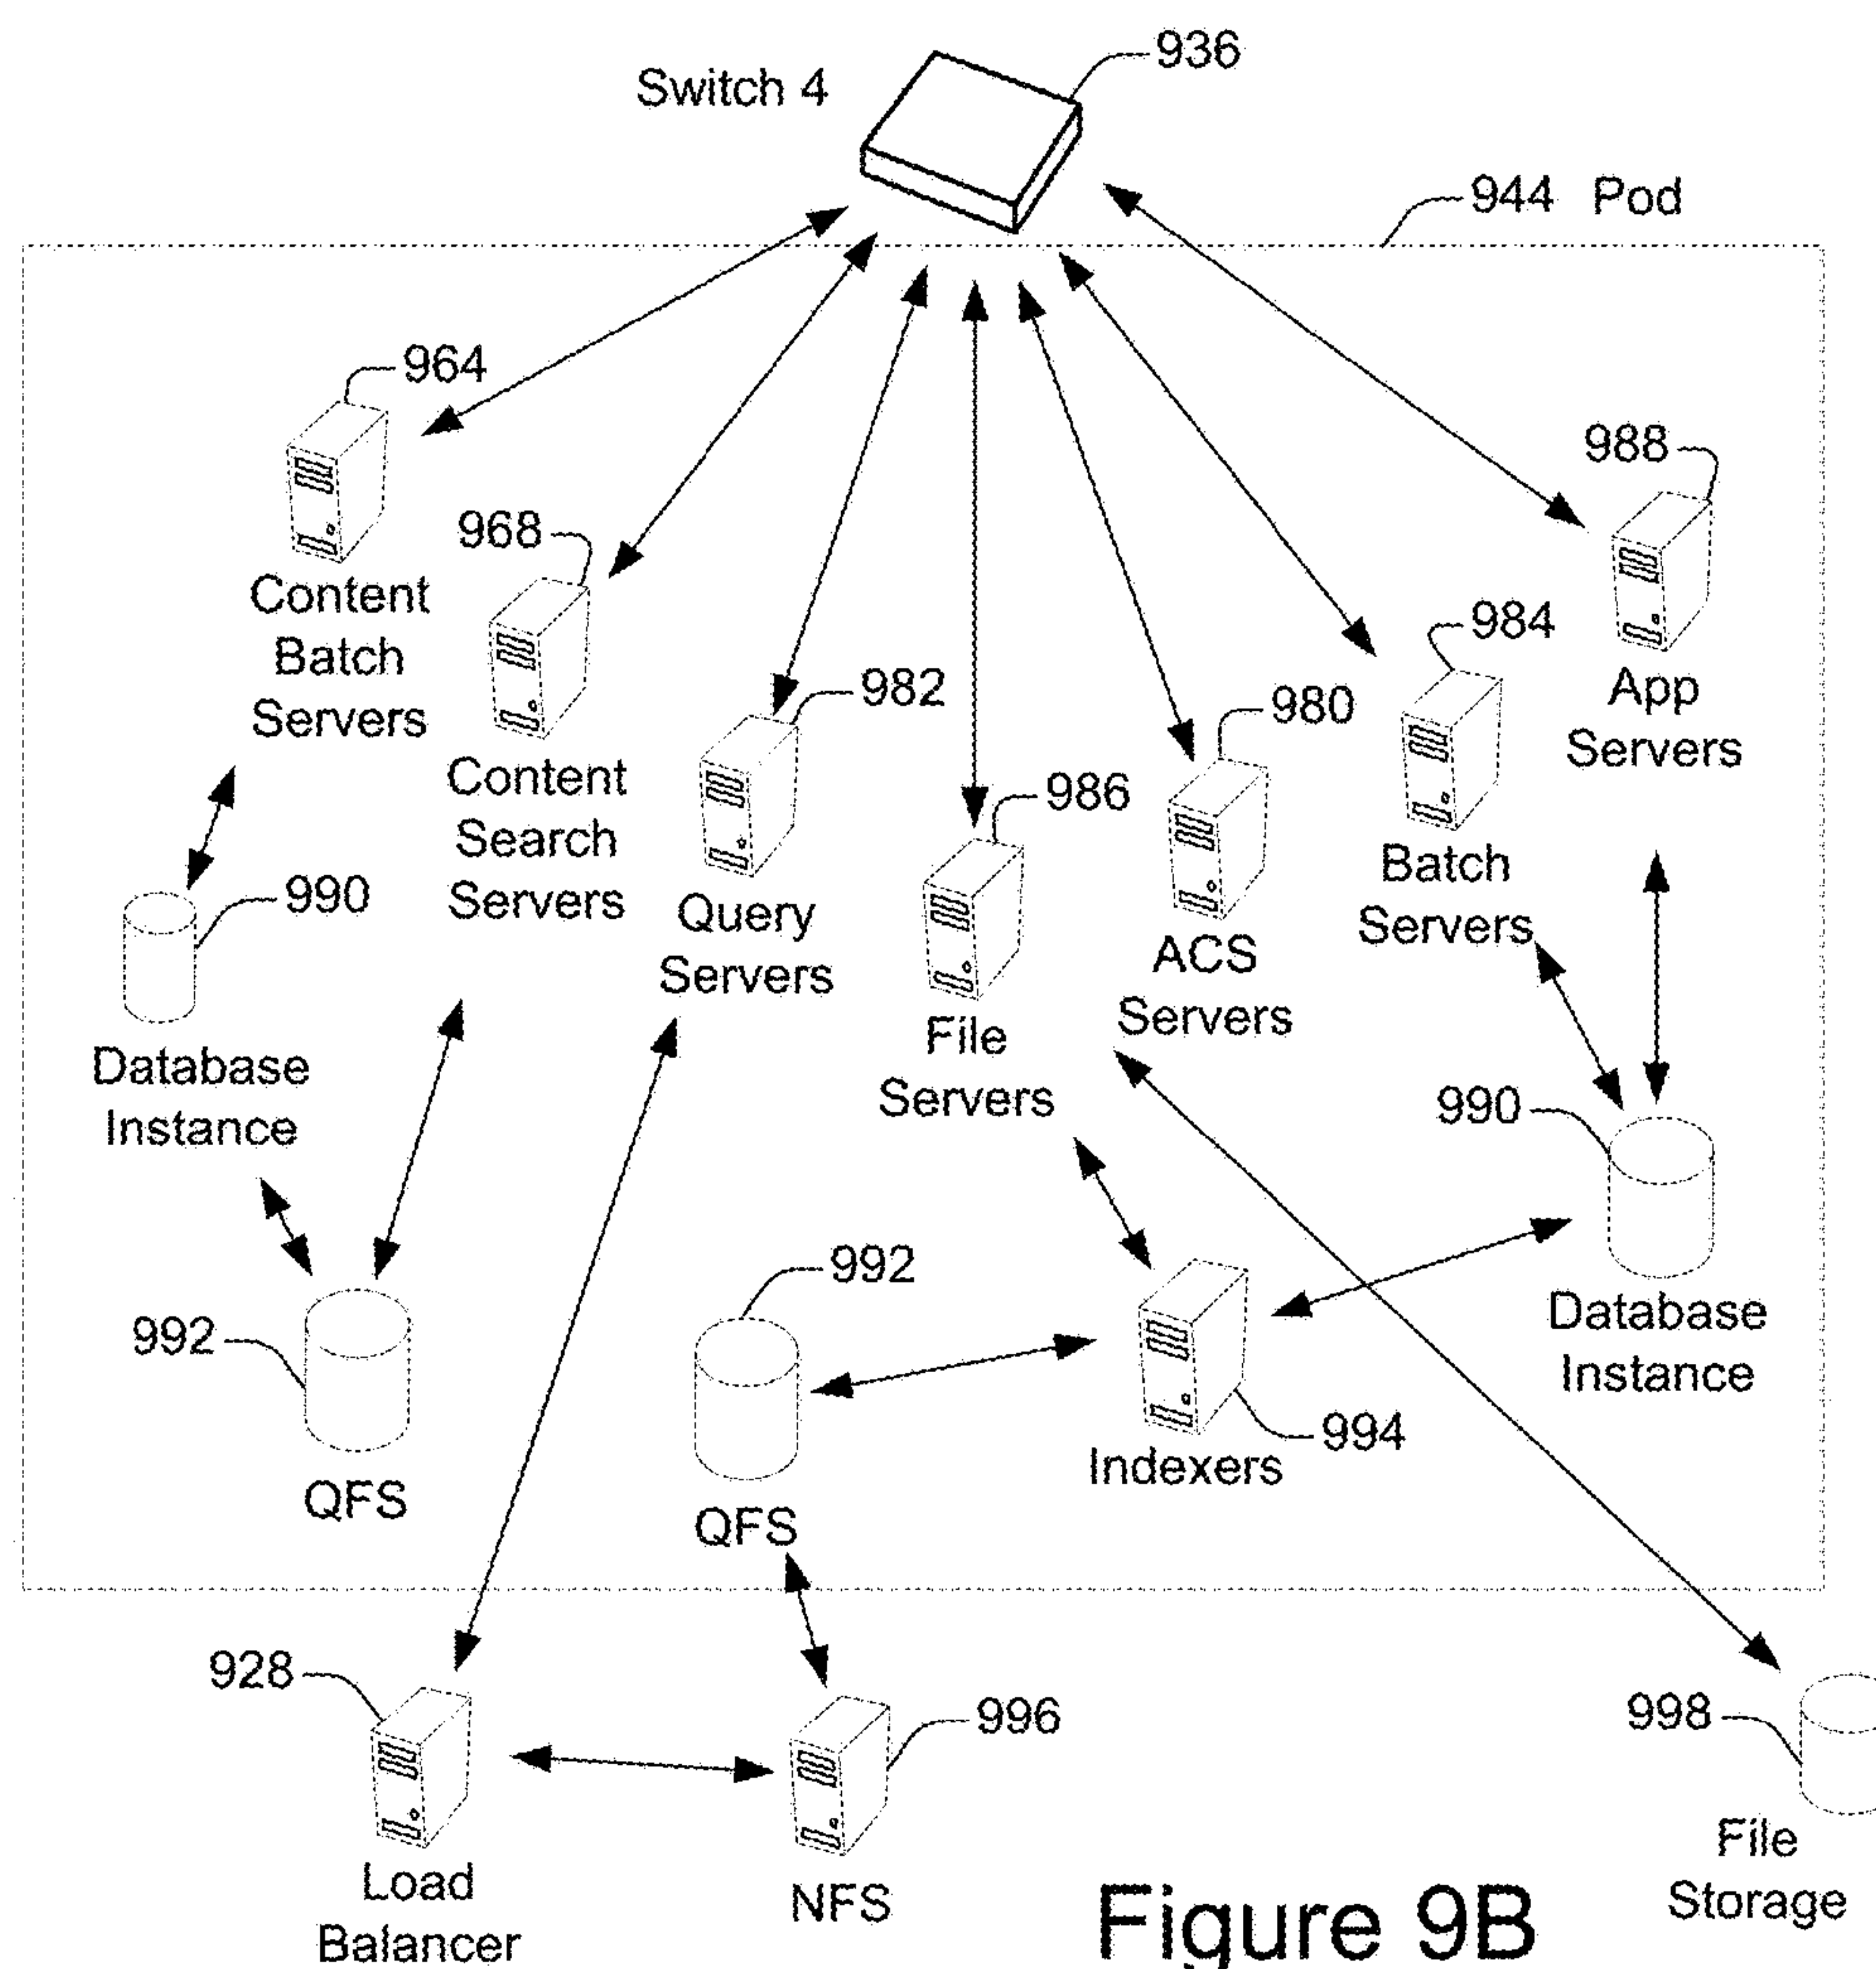 936
Switch 4
944 Pod
964
988
968
Content
Batch
Servers
984
982
980
App
Servers
Content
Search
Servers
986
Batch
Servers
990
Query
Servers
ACS
Servers
File
Servers
Database
Instance
990
992
992
Database
Instance
994
Indexers
QFS
QFS
928
996
998
File
Storage
Load
Balancer
NFS
Figure 9B